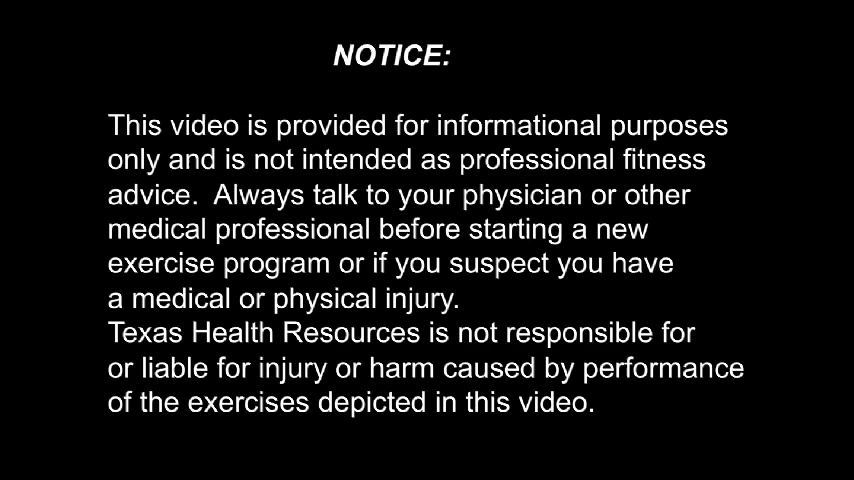 NOTICE:
This video is provided for informational purposes
only and is not intended as professional fitness
advice.  Always talk to your physician or other
medical professional before starting a new
exercise program or if you suspect you have
a medical or physical injury.
Texas Health Resources is not responsible for
or liable for injury or harm caused by performance
of the exercises depicted in this video.